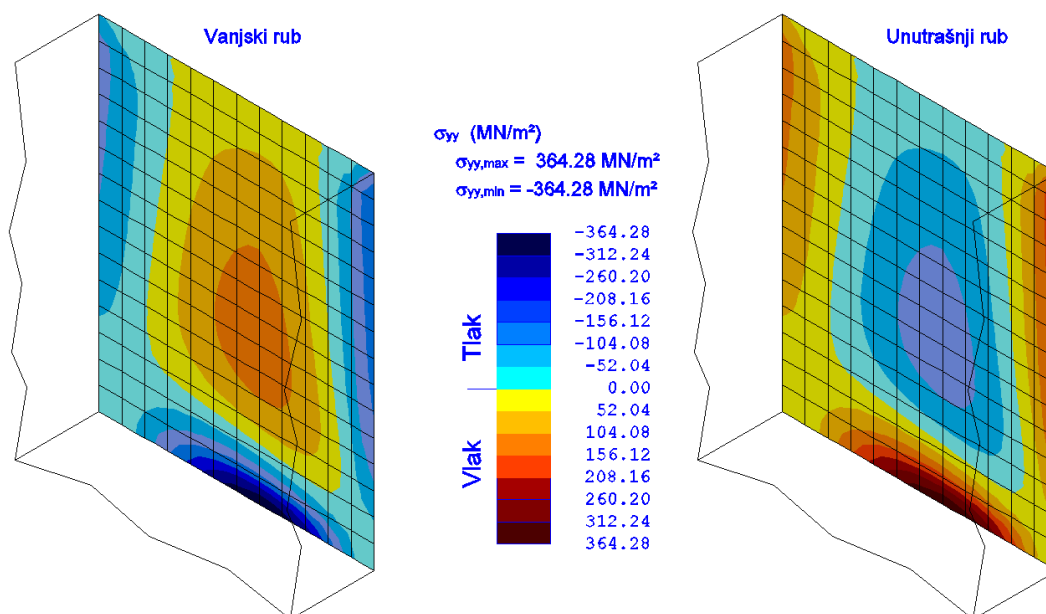 Vanjski rub
Unutrašnji rub
σyy (MN/m²)
σyy,max = 364.28 MN/m²
σyy,min = -364.28 MN/m²
-364.28
-312.24
-260.20
-208.16
-156.12
-104.08
-52.04
0.00
52.04
104.08
156.12
208.16
260.20
312.24
364.28
Tlak
Vlak